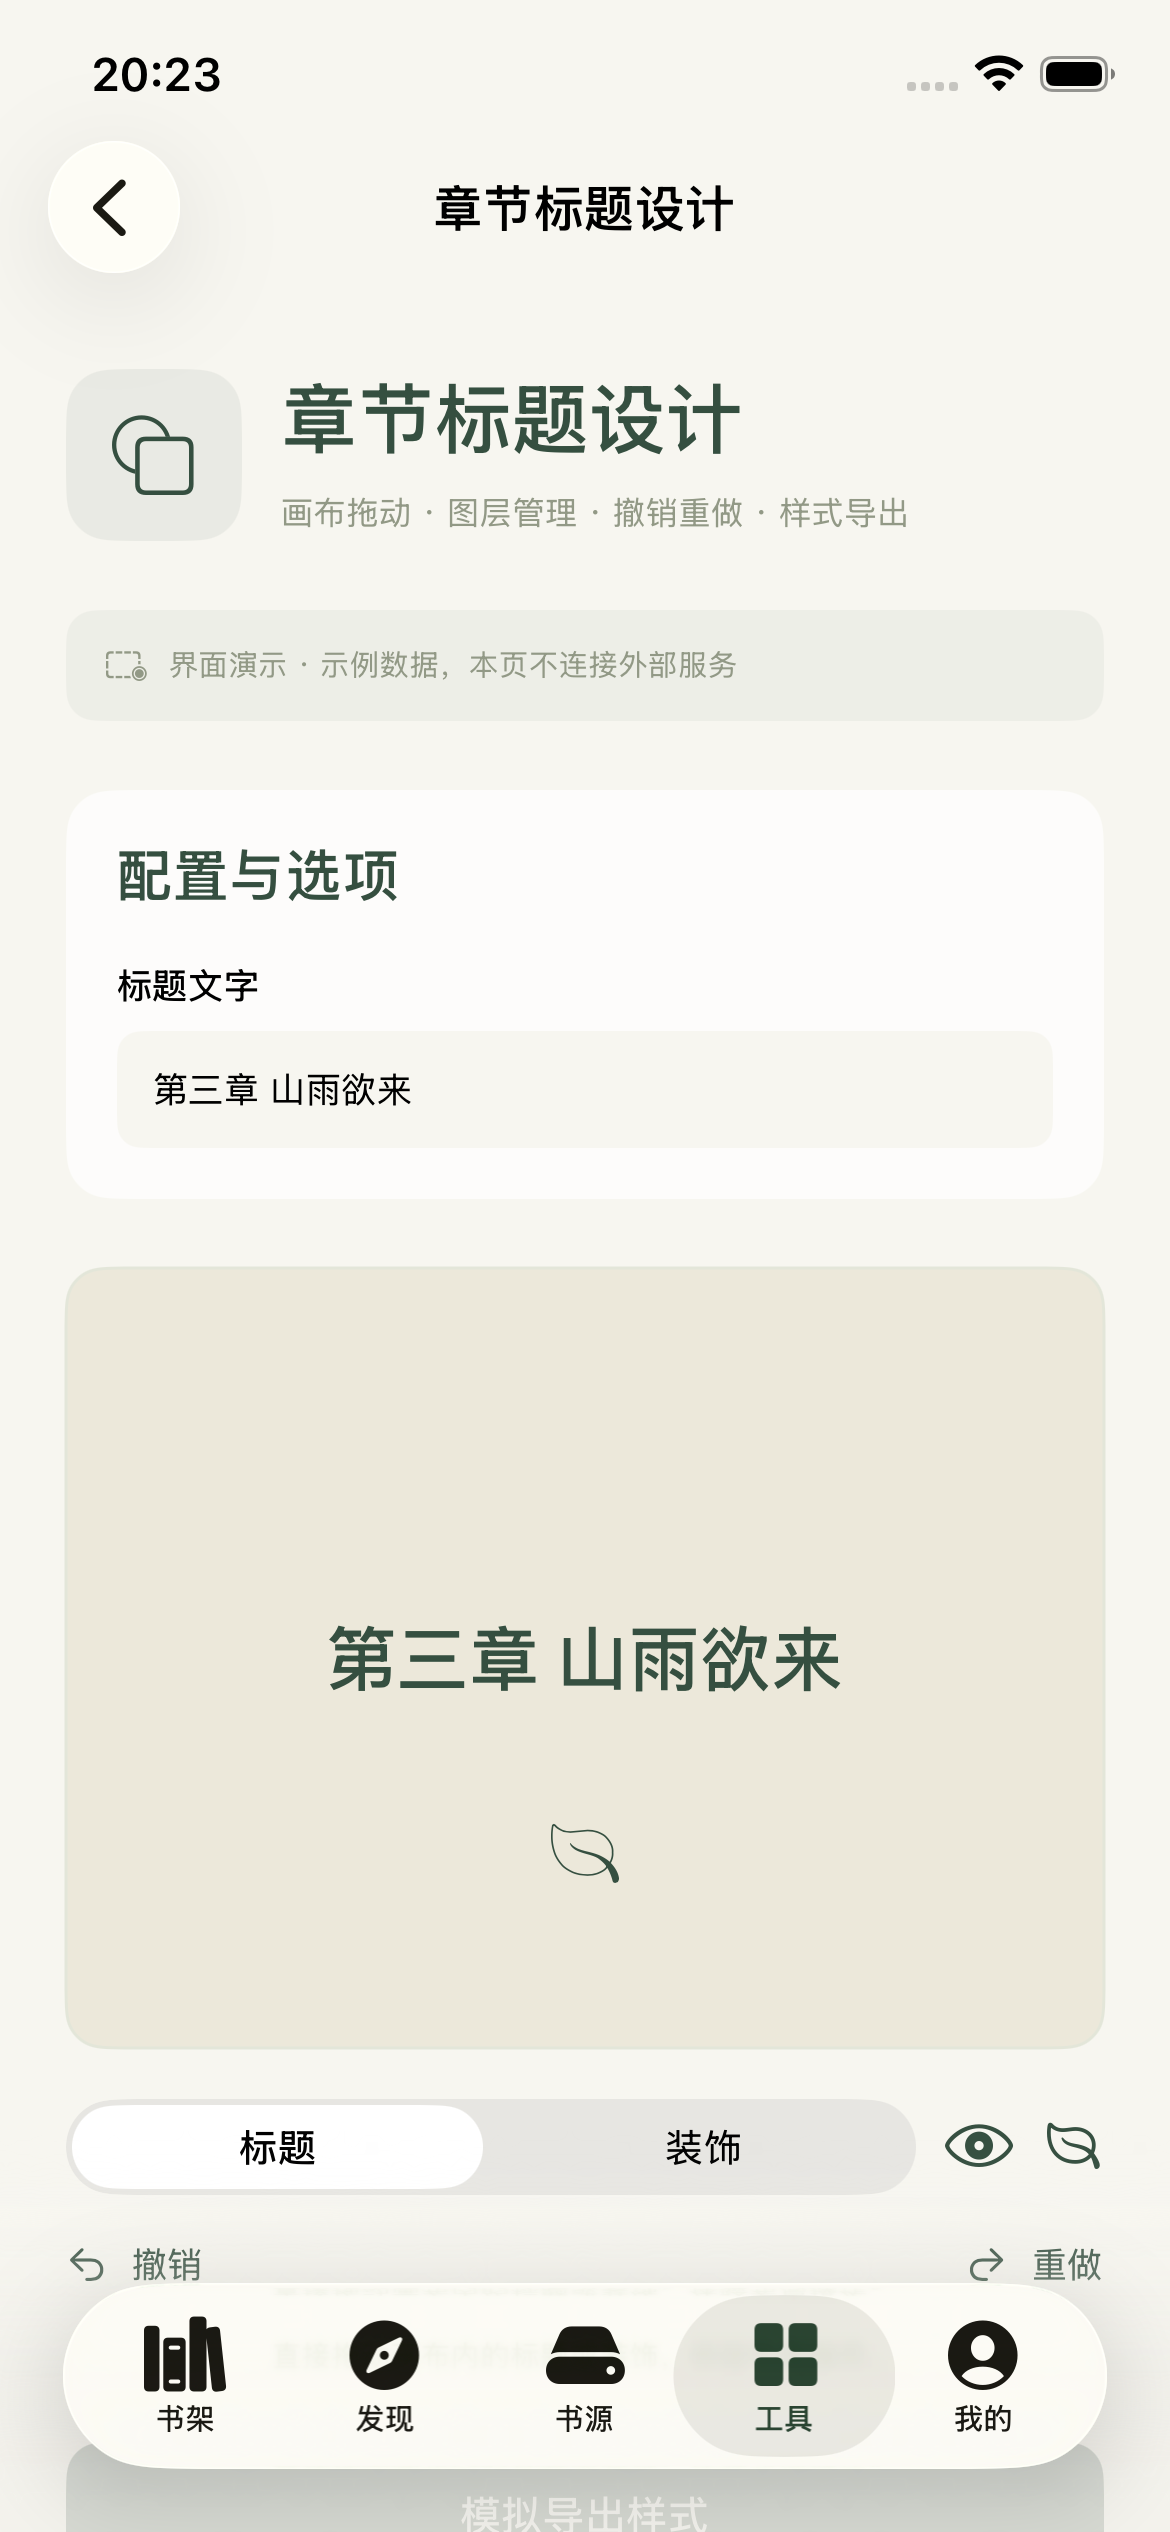 20:23
章节标题设计
章节标题设计
画布拖动 · 图层管理 · 撤销重做 · 样式导出
界面演示 · 示例数据，本页不连接外部服务
配置与选项
标题文字
第三章 山雨欲来
第三章 山雨欲来
标题 装饰
撤销 重做
书架 发现 书源 工具 我的
模拟导出样式